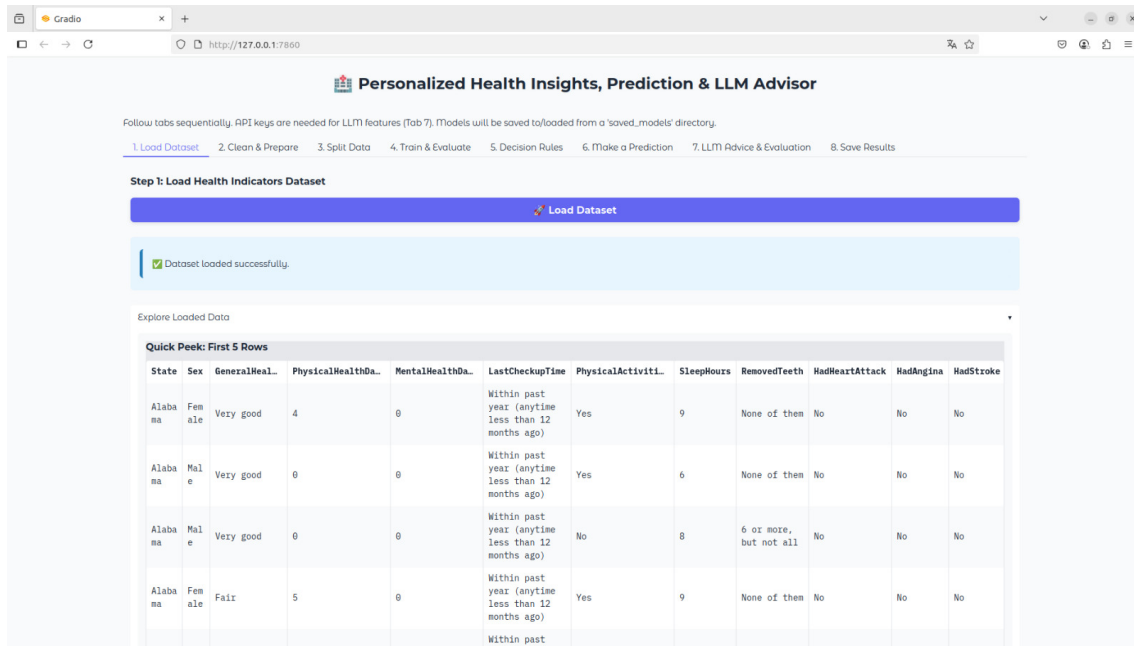 Gradio
http://127.0.0.1:7860
Personalized Health Insights, Prediction & LLM Advisor
Follow tabs sequentially. API keys are needed for LLM features (Tab 7). Models will be saved to/loaded from a 'saved_models' directory.
1. Load Dataset 2. Clean & Prepare 3. Split Data 4. Train & Evaluate 5. Decision Rules 6. Make a Prediction 7. LLM Advice & Evaluation 8. Save Results
Step 1: Load Health Indicators Dataset
🚀 Load Dataset
✅ Dataset loaded successfully.
Explore Loaded Data
Quick Peek: First 5 Rows
State Sex GeneralHeal… PhysicalHealthDa… MentalHealthDa… LastCheckupTime PhysicalActiviti… SleepHours RemovedTeeth HadHeartAttack HadAngina HadStroke
Within past
Alaba Fem year (anytime
Very good 4 0 Yes 9 None of them No No No
ma ale less than 12
months ago)
Within past
Alaba Mal year (anytime
Very good 0 0 Yes 6 None of them No No No
ma e less than 12
months ago)
Within past
Alaba Mal year (anytime 6 or more,
Very good 0 0 No 8 No No No
ma e less than 12 but not all
months ago)
Within past
Alaba Fem year (anytime
Fair 5 0 Yes 9 None of them No No No
ma ale less than 12
months ago)
Within past